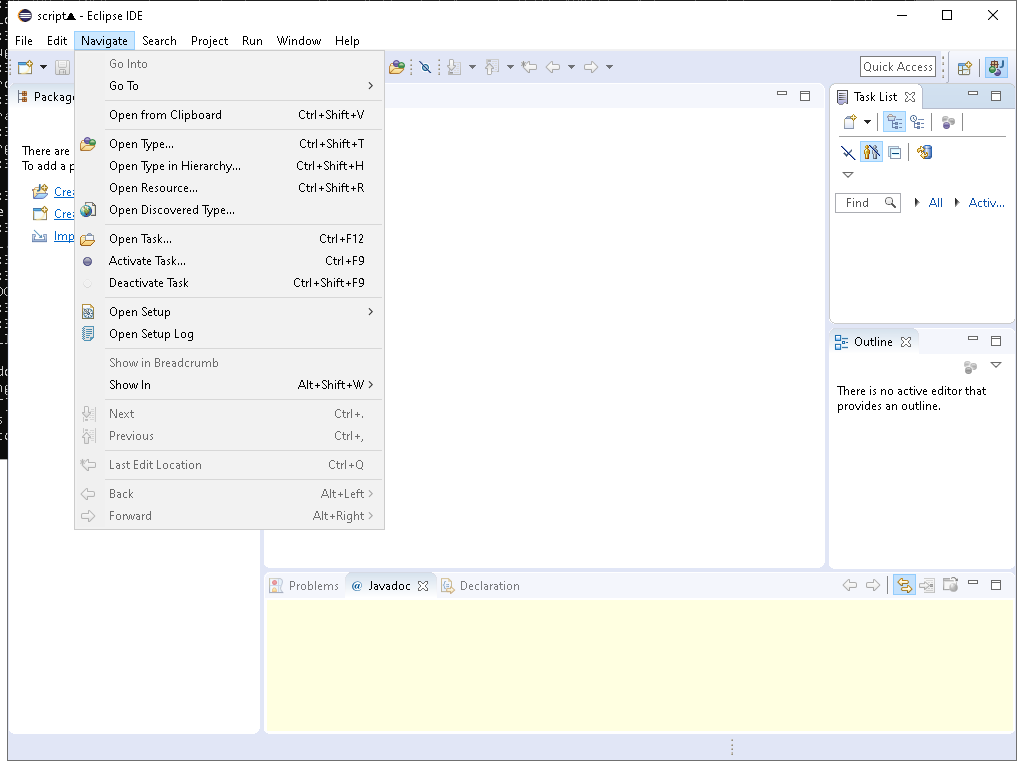 script▲ - Eclipse IDE
File Edit Navigate Search Project Run Window Help
Quick Access
Go Into
Go To
Open from Clipboard Ctrl+Shift+V
Open Type... Ctrl+Shift+T
Open Type in Hierarchy... Ctrl+Shift+H
Open Resource... Ctrl+Shift+R
Open Discovered Type...
Open Task... Ctrl+F12
Activate Task... Ctrl+F9
Deactivate Task Ctrl+Shift+F9
Open Setup
Open Setup Log
Show in Breadcrumb
Show In Alt+Shift+W
Next Ctrl+.
Previous Ctrl+,
Last Edit Location Ctrl+Q
Back Alt+Left
Forward Alt+Right
Packag
There are
To add a p
Crea
Crea
Imp
Task List
Find All Activ...
Outline
There is no active editor that
provides an outline.
Problems @ Javadoc Declaration